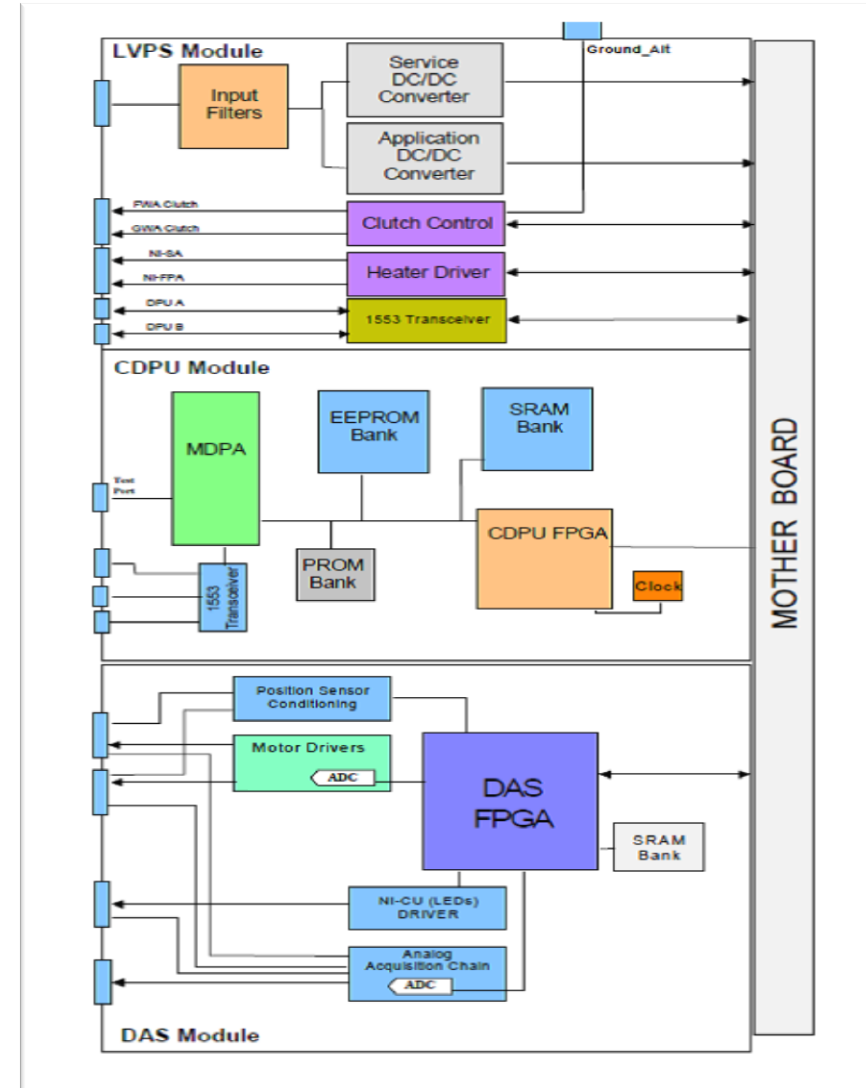 LVPS Module
Ground_Alt
Service
DC/DC
Converter
Input
Filters
Application
DC/DC
Converter
FWA Clutch
GWA Clutch
Clutch Control
NI-SA
NI-FPA
Heater Driver
DPU A
DPU B
1553 Transceiver
CDPU Module
MDPA
EEPROM
Bank
SRAM
Bank
Test
Port
CDPU FPGA
PROM
Bank
1553
Transceiver
Clock
MOTHER BOARD
Position Sensor
Conditioning
Motor Drivers
ADC
DAS
FPGA
SRAM
Bank
NI-CU (LEDs)
DRIVER
Analog
Acquisition Chain
ADC
DAS Module